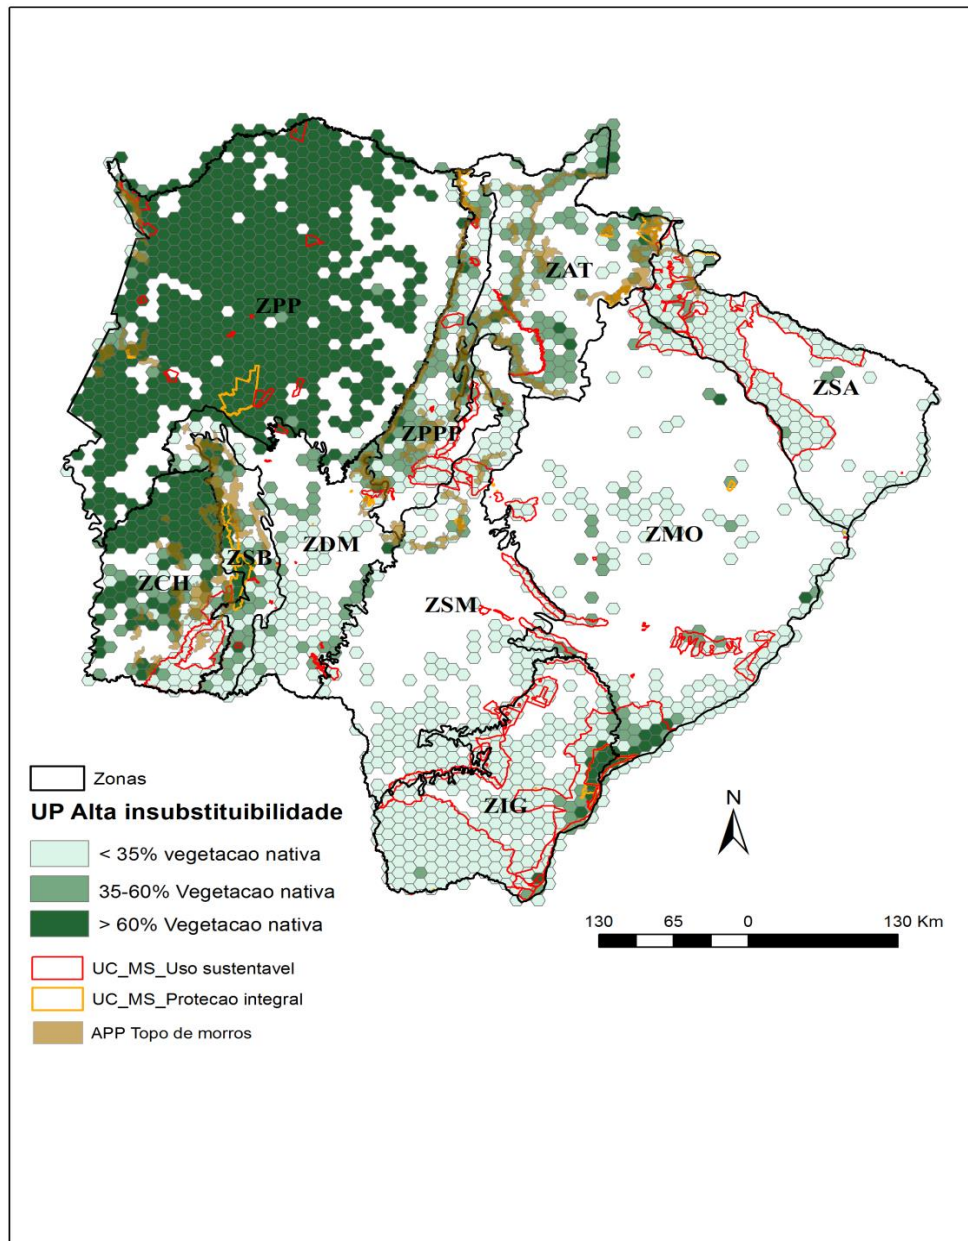 ZAT
ZPP
ZSA
ZPPP
ZMO
ZDM
ZSB
ZCH
ZSM
ZIG
N
Zonas
UP Alta insubstituibilidade
< 35% vegetacao nativa
35-60% Vegetacao nativa
> 60% Vegetacao nativa
UC_MS_Uso sustentavel
UC_MS_Protecao integral
APP Topo de morros
130 65 0 130 Km